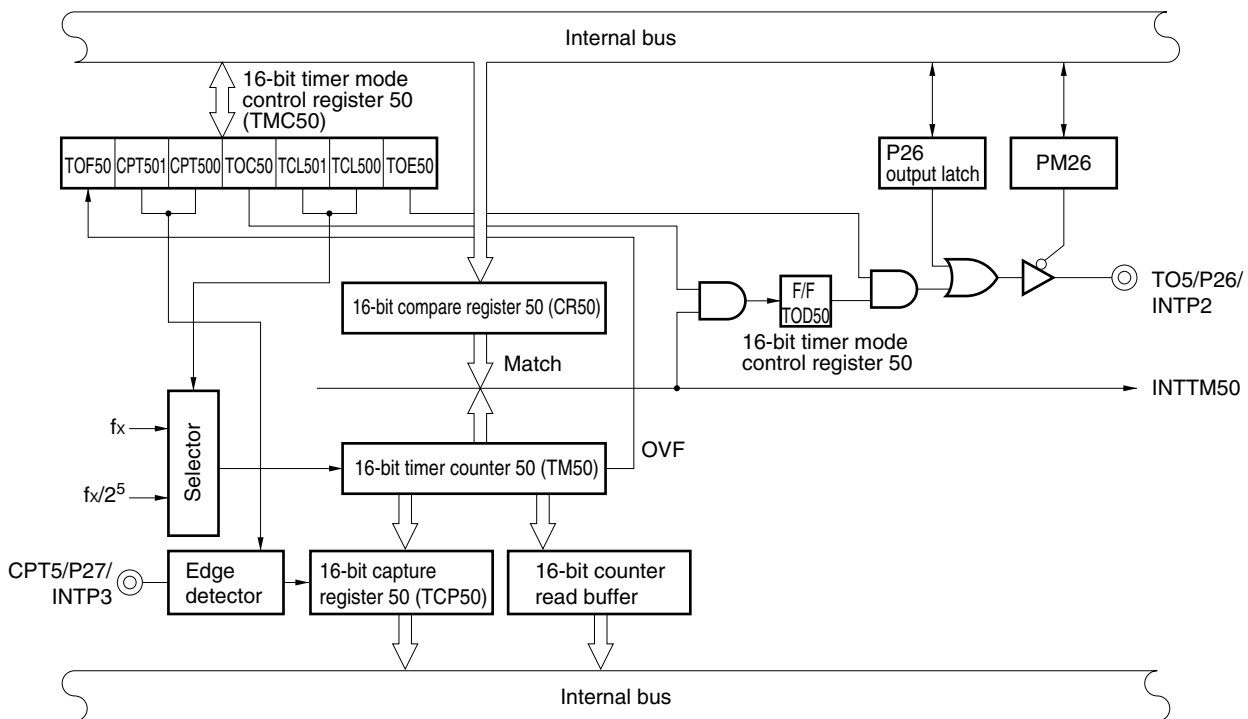 Internal bus
16-bit timer mode
control register 50
(TMC50)
TOF50 CPT501 CPT500 TOC50 TCL501 TCL500 TOE50
P26
output latch
PM26
16-bit compare register 50 (CR50)
F/F
TOD50
TO5/P26/
INTP2
16-bit timer mode
control register 50
Match
INTTM50
fX
fX/2⁵
Selector
16-bit timer counter 50 (TM50)
OVF
CPT5/P27/
INTP3
Edge
detector
16-bit capture
register 50 (TCP50)
16-bit counter
read buffer
Internal bus